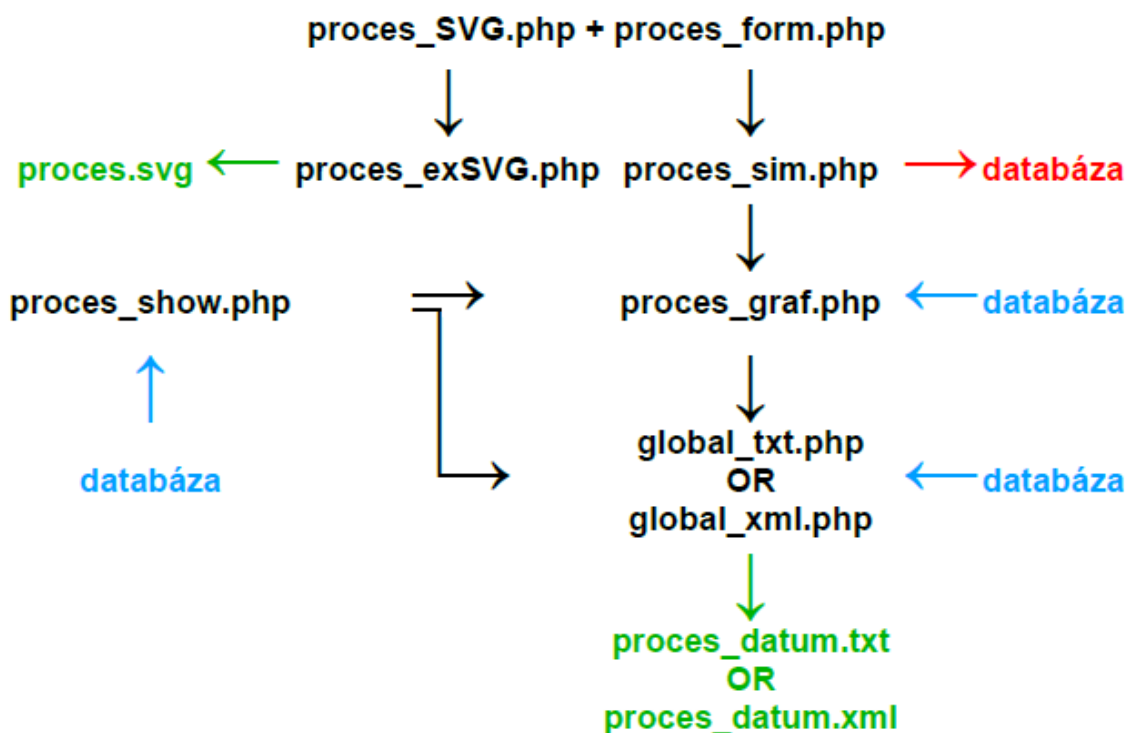 proces_SVG.php + proces_form.php
proces.svg proces_exSVG.php proces_sim.php databáza
proces_show.php proces_graf.php databáza
global_txt.php
databáza OR databáza
global_xml.php
proces_datum.txt
OR
proces_datum.xml